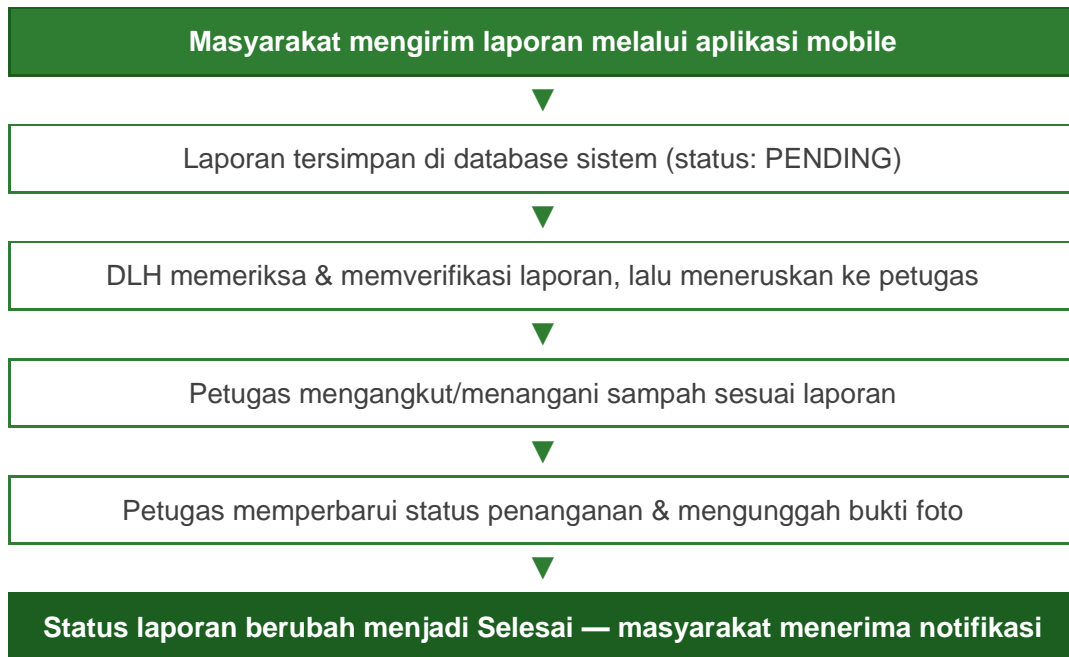 Masyarakat mengirim laporan melalui aplikasi mobile
Laporan tersimpan di database sistem (status: PENDING)
DLH memeriksa & memverifikasi laporan, lalu meneruskan ke petugas
Petugas mengangkut/menangani sampah sesuai laporan
Petugas memperbarui status penanganan & mengunggah bukti foto
Status laporan berubah menjadi Selesai — masyarakat menerima notifikasi